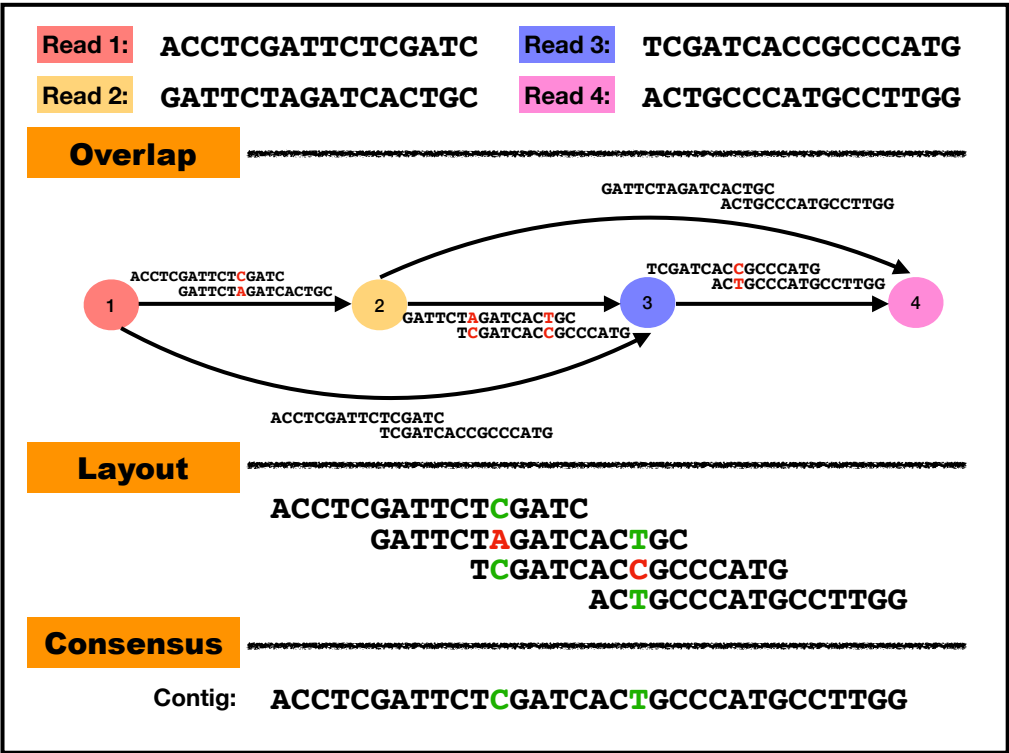 Read 1: ACCTCGATTCTCGATC Read 3: TCGATCACCGCCCATG
Read 2: GATTCTAGATCACTGC Read 4: ACTGCCCATGCCTTGG
Overlap
GATTCTAGATCACTGC
ACTGCCCATGCCTTGG
ACCTCGATTCTCGATC
GATTCTAGATCACTGC
TCGATCACCGCCCATG
ACTGCCCATGCCTTGG
1 2 3 4
GATTCTAGATCACTGC
TCGATCACCGCCCATG
ACCTCGATTCTCGATC
TCGATCACCGCCCATG
Layout
ACCTCGATTCTCGATC
GATTCTAGATCACTGC
TCGATCACCGCCCATG
ACTGCCCATGCCTTGG
Consensus
Contig: ACCTCGATTCTCGATCACTGCCCATGCCTTGG